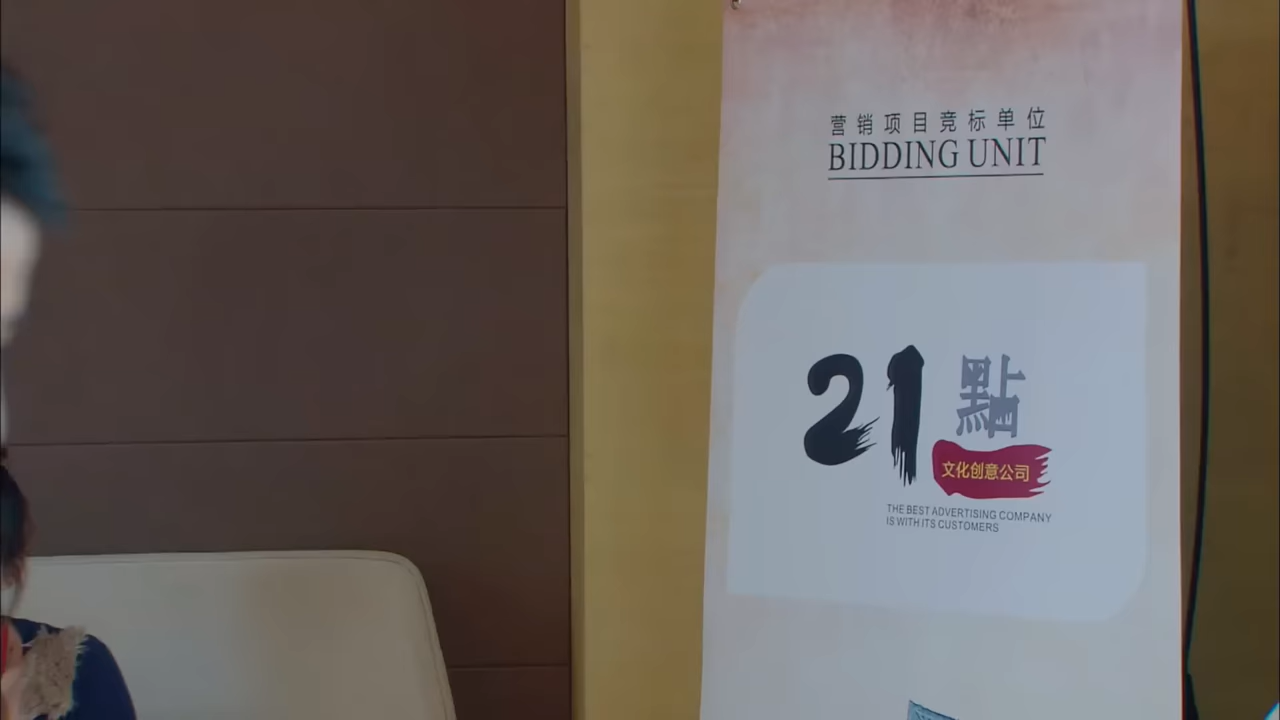 营销项目竞标单位
BIDDING UNIT
21點
文化创意公司
THE BEST ADVERTISING COMPANY
IS WITH ITS CUSTOMERS